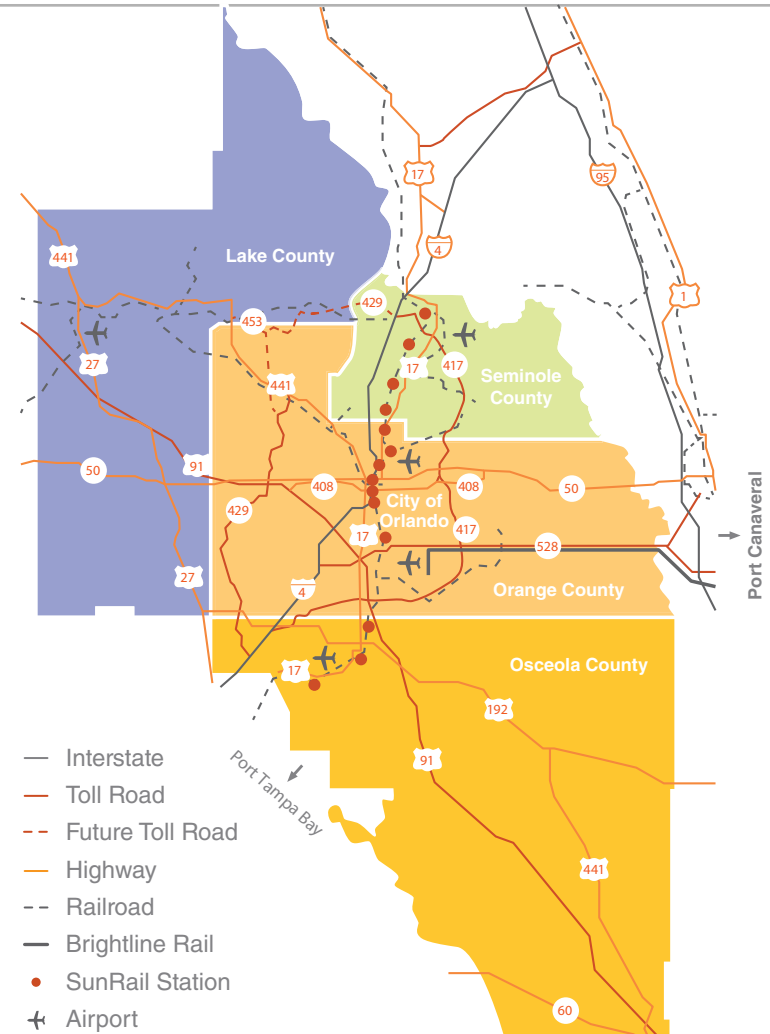 17
95
441
4
Lake County
1
429
453
27
17
417
Seminole
County
441
91
50
408
408
50
City of
Orlando
429
17
417
528
Port Canaveral
27
4
Orange County
17
Osceola County
192
Port Tampa Bay
91
441
60
Interstate
Toll Road
Future Toll Road
Highway
Railroad
Brightline Rail
SunRail Station
Airport